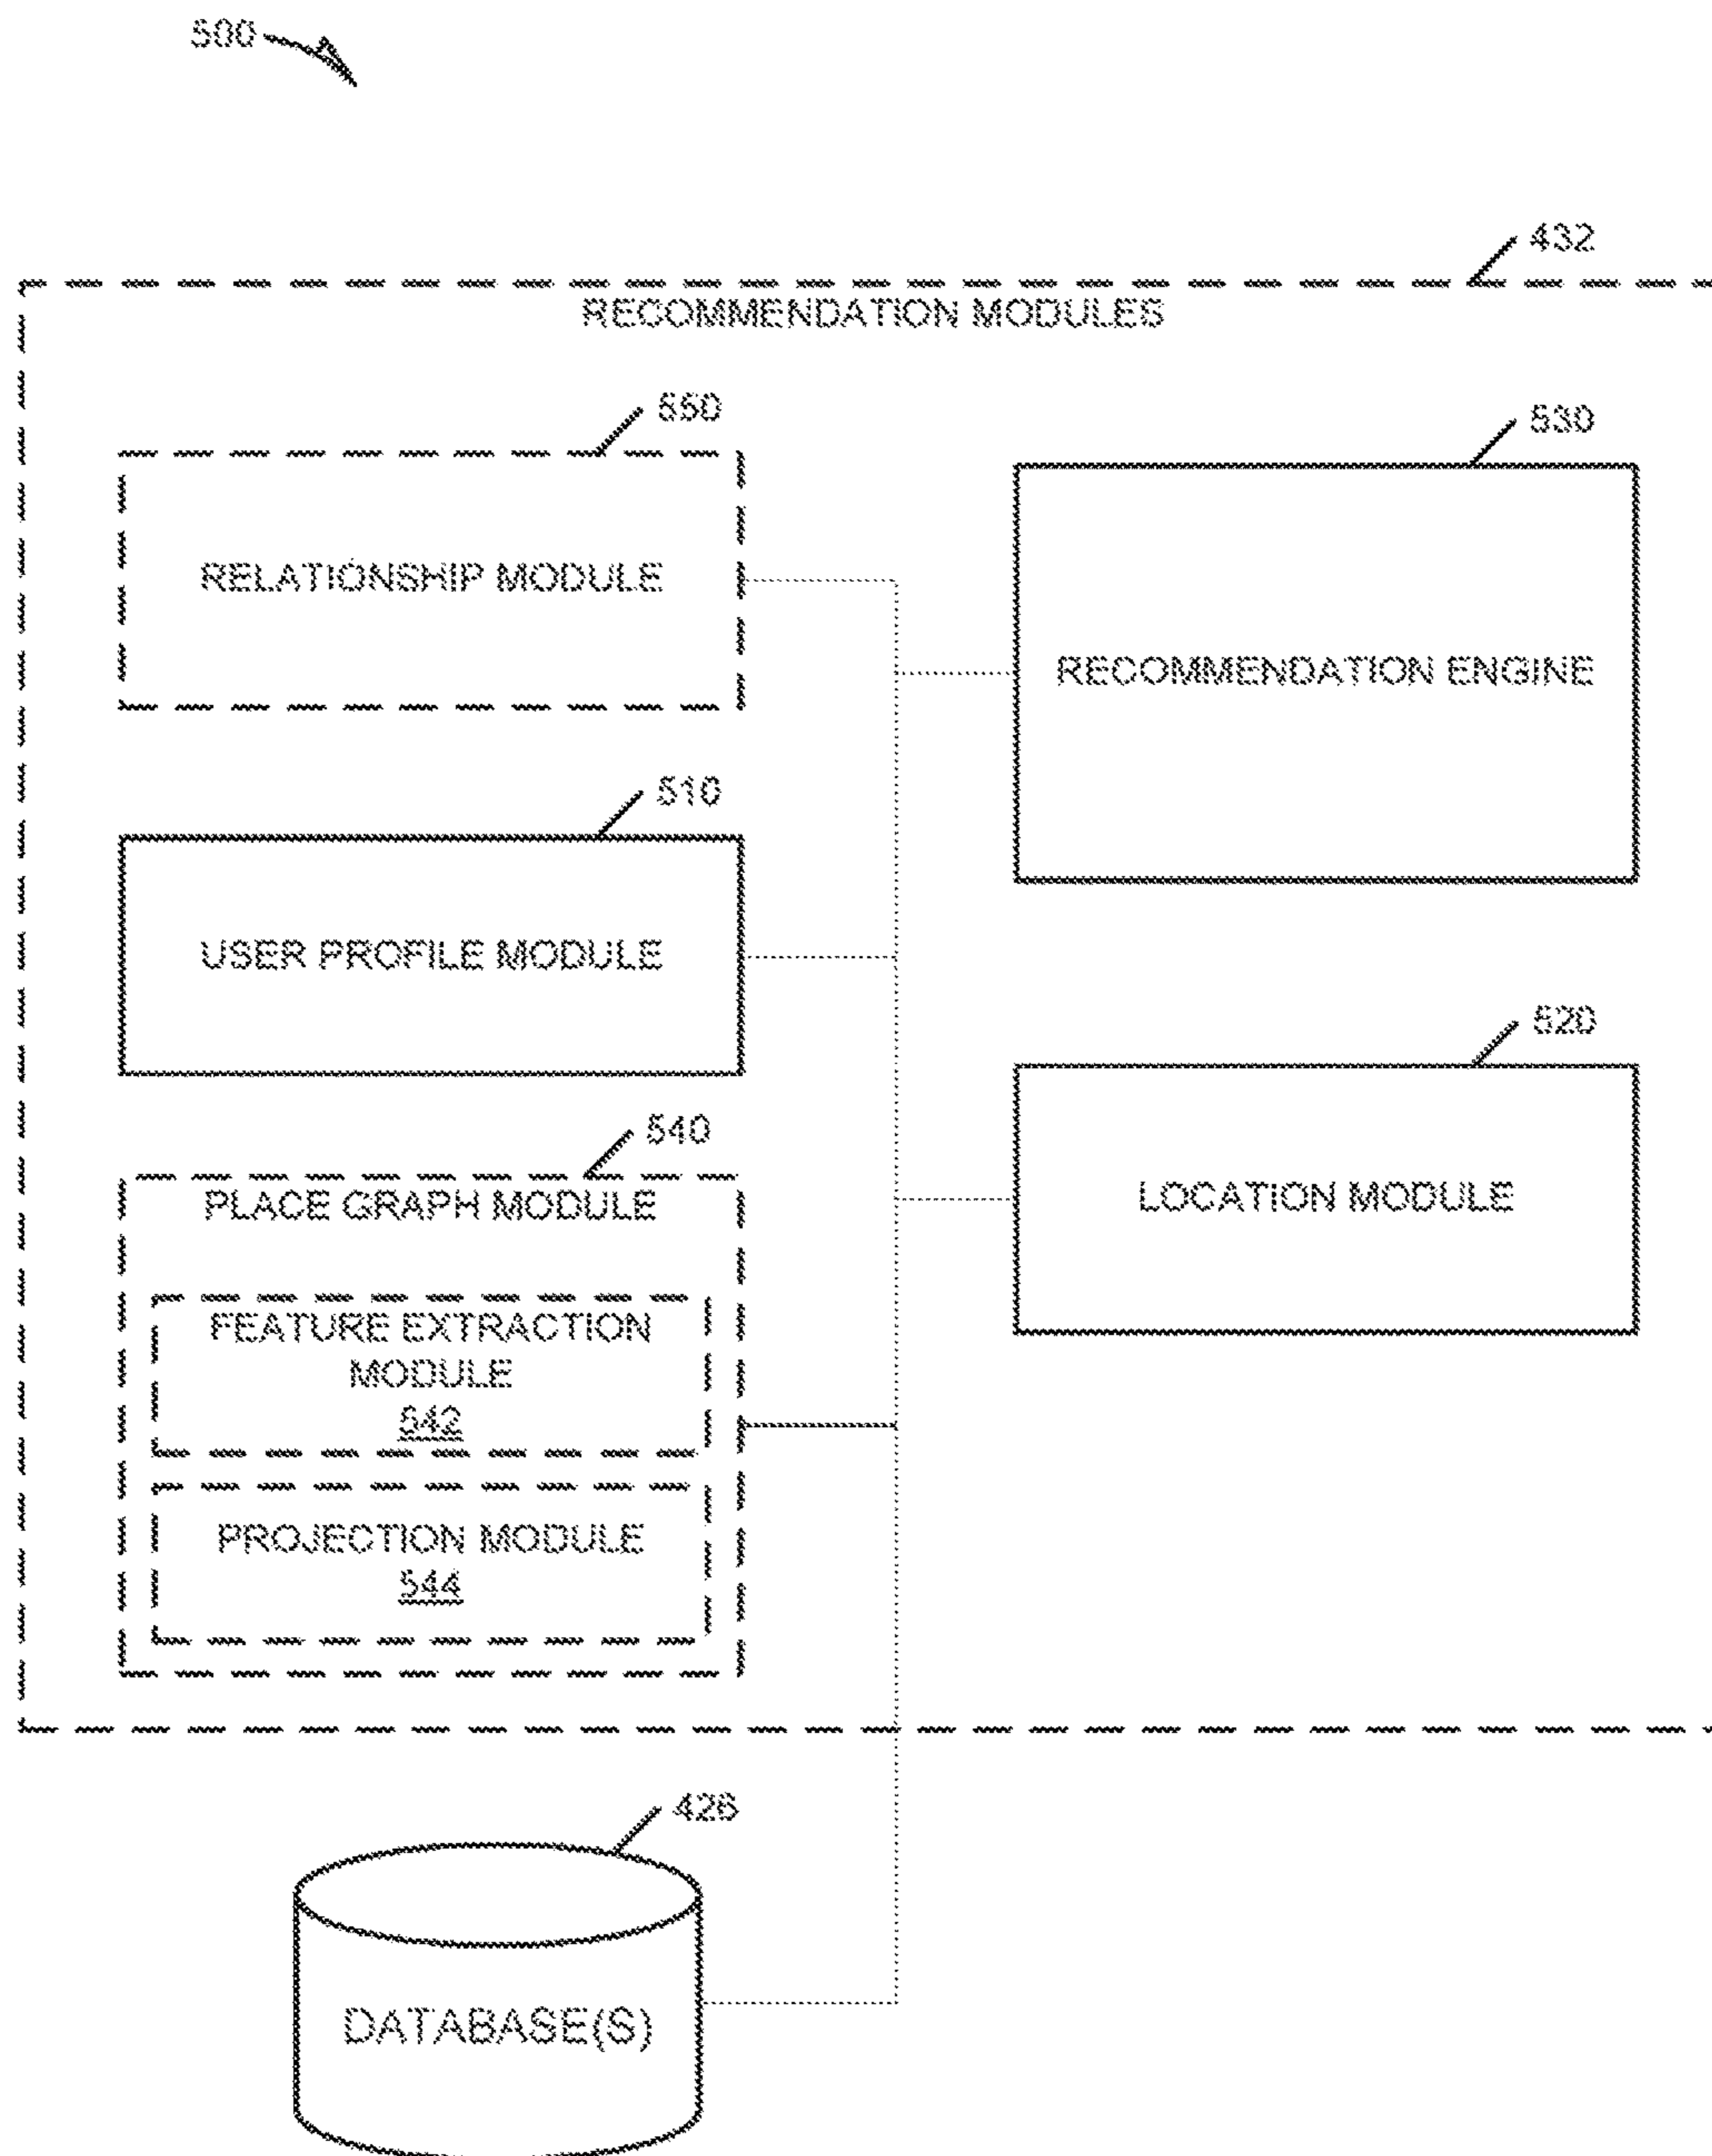 500
432
RECOMMENDATION MODULES
550
530
RELATIONSHIP MODULE
RECOMMENDATION ENGINE
510
USER PROFILE MODULE
520
540
PLACE GRAPH MODULE
LOCATION MODULE
FEATURE EXTRACTION
MODULE
542
PROJECTION MODULE
544
426
DATABASE(S)